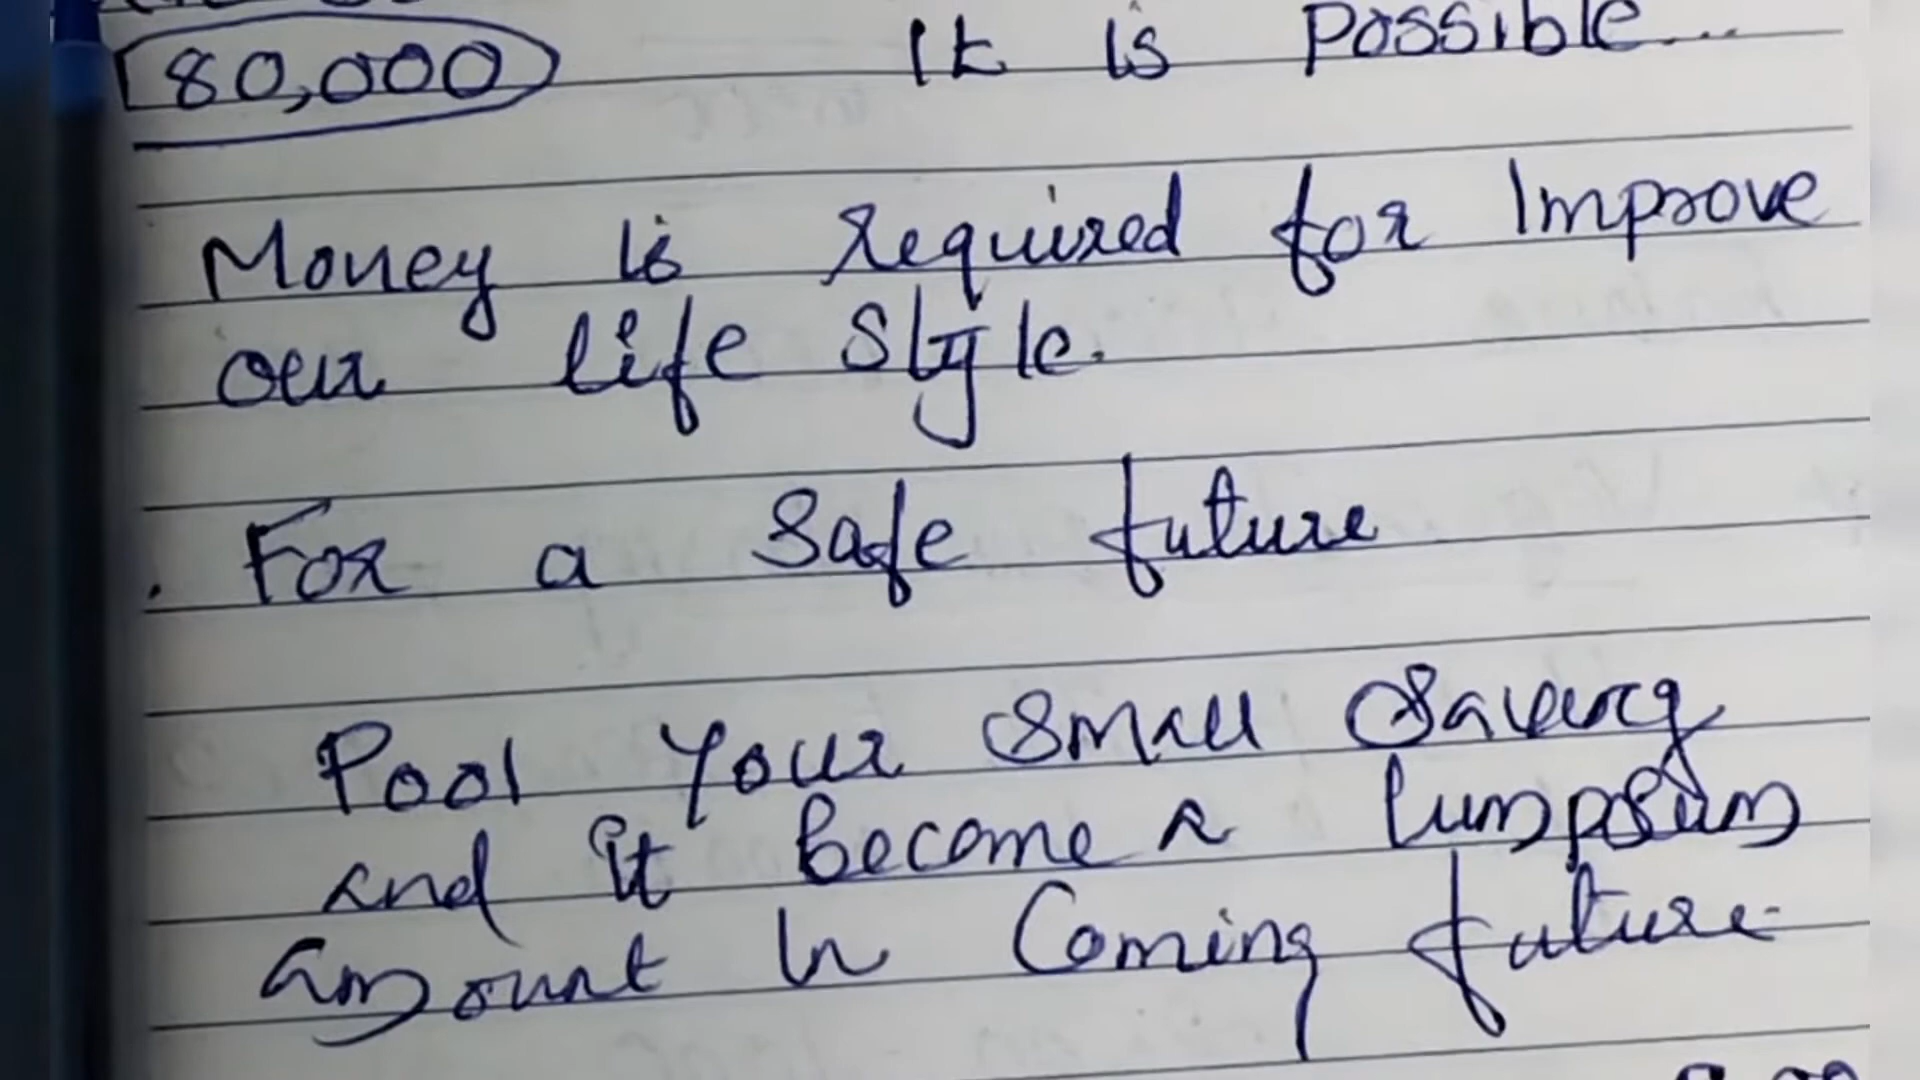 80,000 It is Possible...
Money is required for Improve
our life Style.
. For a Safe future
Pool your Small Saving
and it become a lumpsum
amount in Coming future.